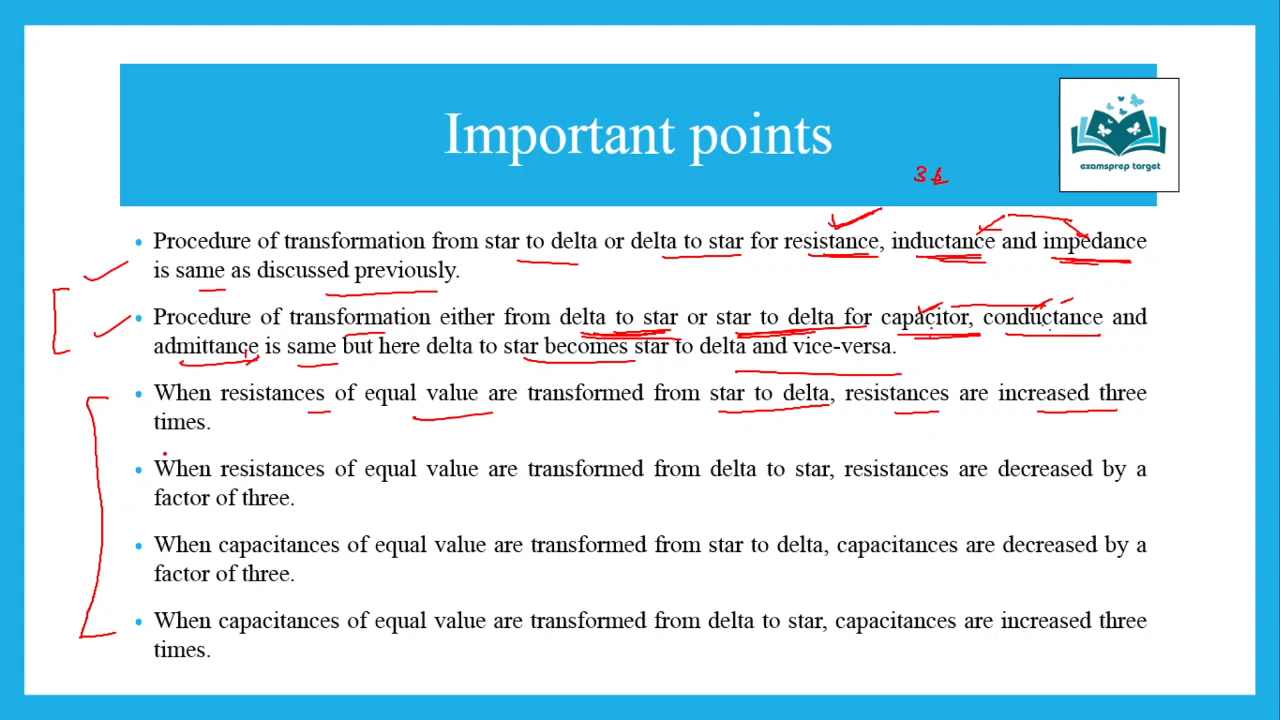 Important points
examsprep target
Procedure of transformation from star to delta or delta to star for resistance, inductance and impedance
is same as discussed previously.
Procedure of transformation either from delta to star or star to delta for capacitor, conductance and
admittance is same but here delta to star becomes star to delta and vice-versa.
When resistances of equal value are transformed from star to delta, resistances are increased three
times.
When resistances of equal value are transformed from delta to star, resistances are decreased by a
factor of three.
When capacitances of equal value are transformed from star to delta, capacitances are decreased by a
factor of three.
When capacitances of equal value are transformed from delta to star, capacitances are increased three
times.